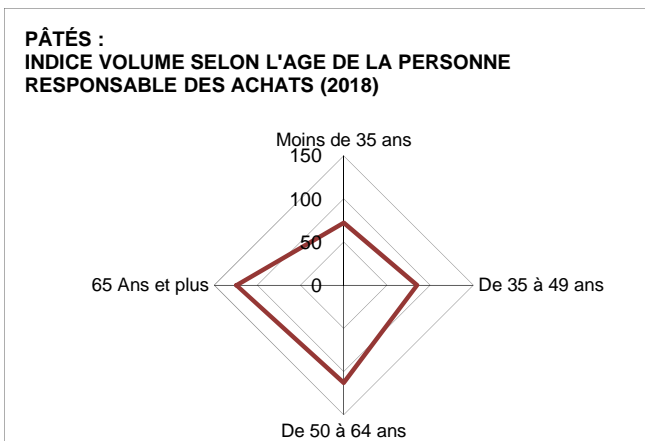 PÂTÉS :
INDICE VOLUME SELON L'AGE DE LA PERSONNE
RESPONSABLE DES ACHATS (2018)
Moins de 35 ans
150
100
50
65 Ans et plus
0
De 35 à 49 ans
De 50 à 64 ans